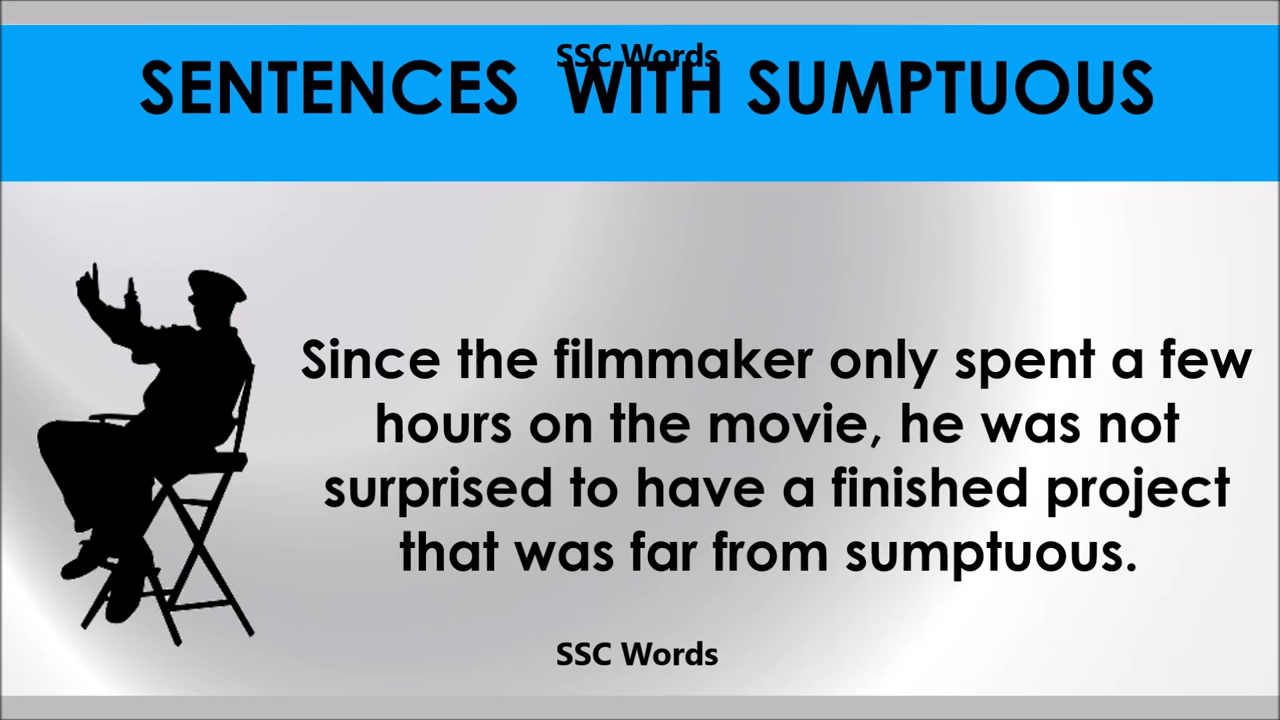 SSC Words
SENTENCES WITH SUMPTUOUS
Since the filmmaker only spent a few
hours on the movie, he was not
surprised to have a finished project
that was far from sumptuous.
SSC Words